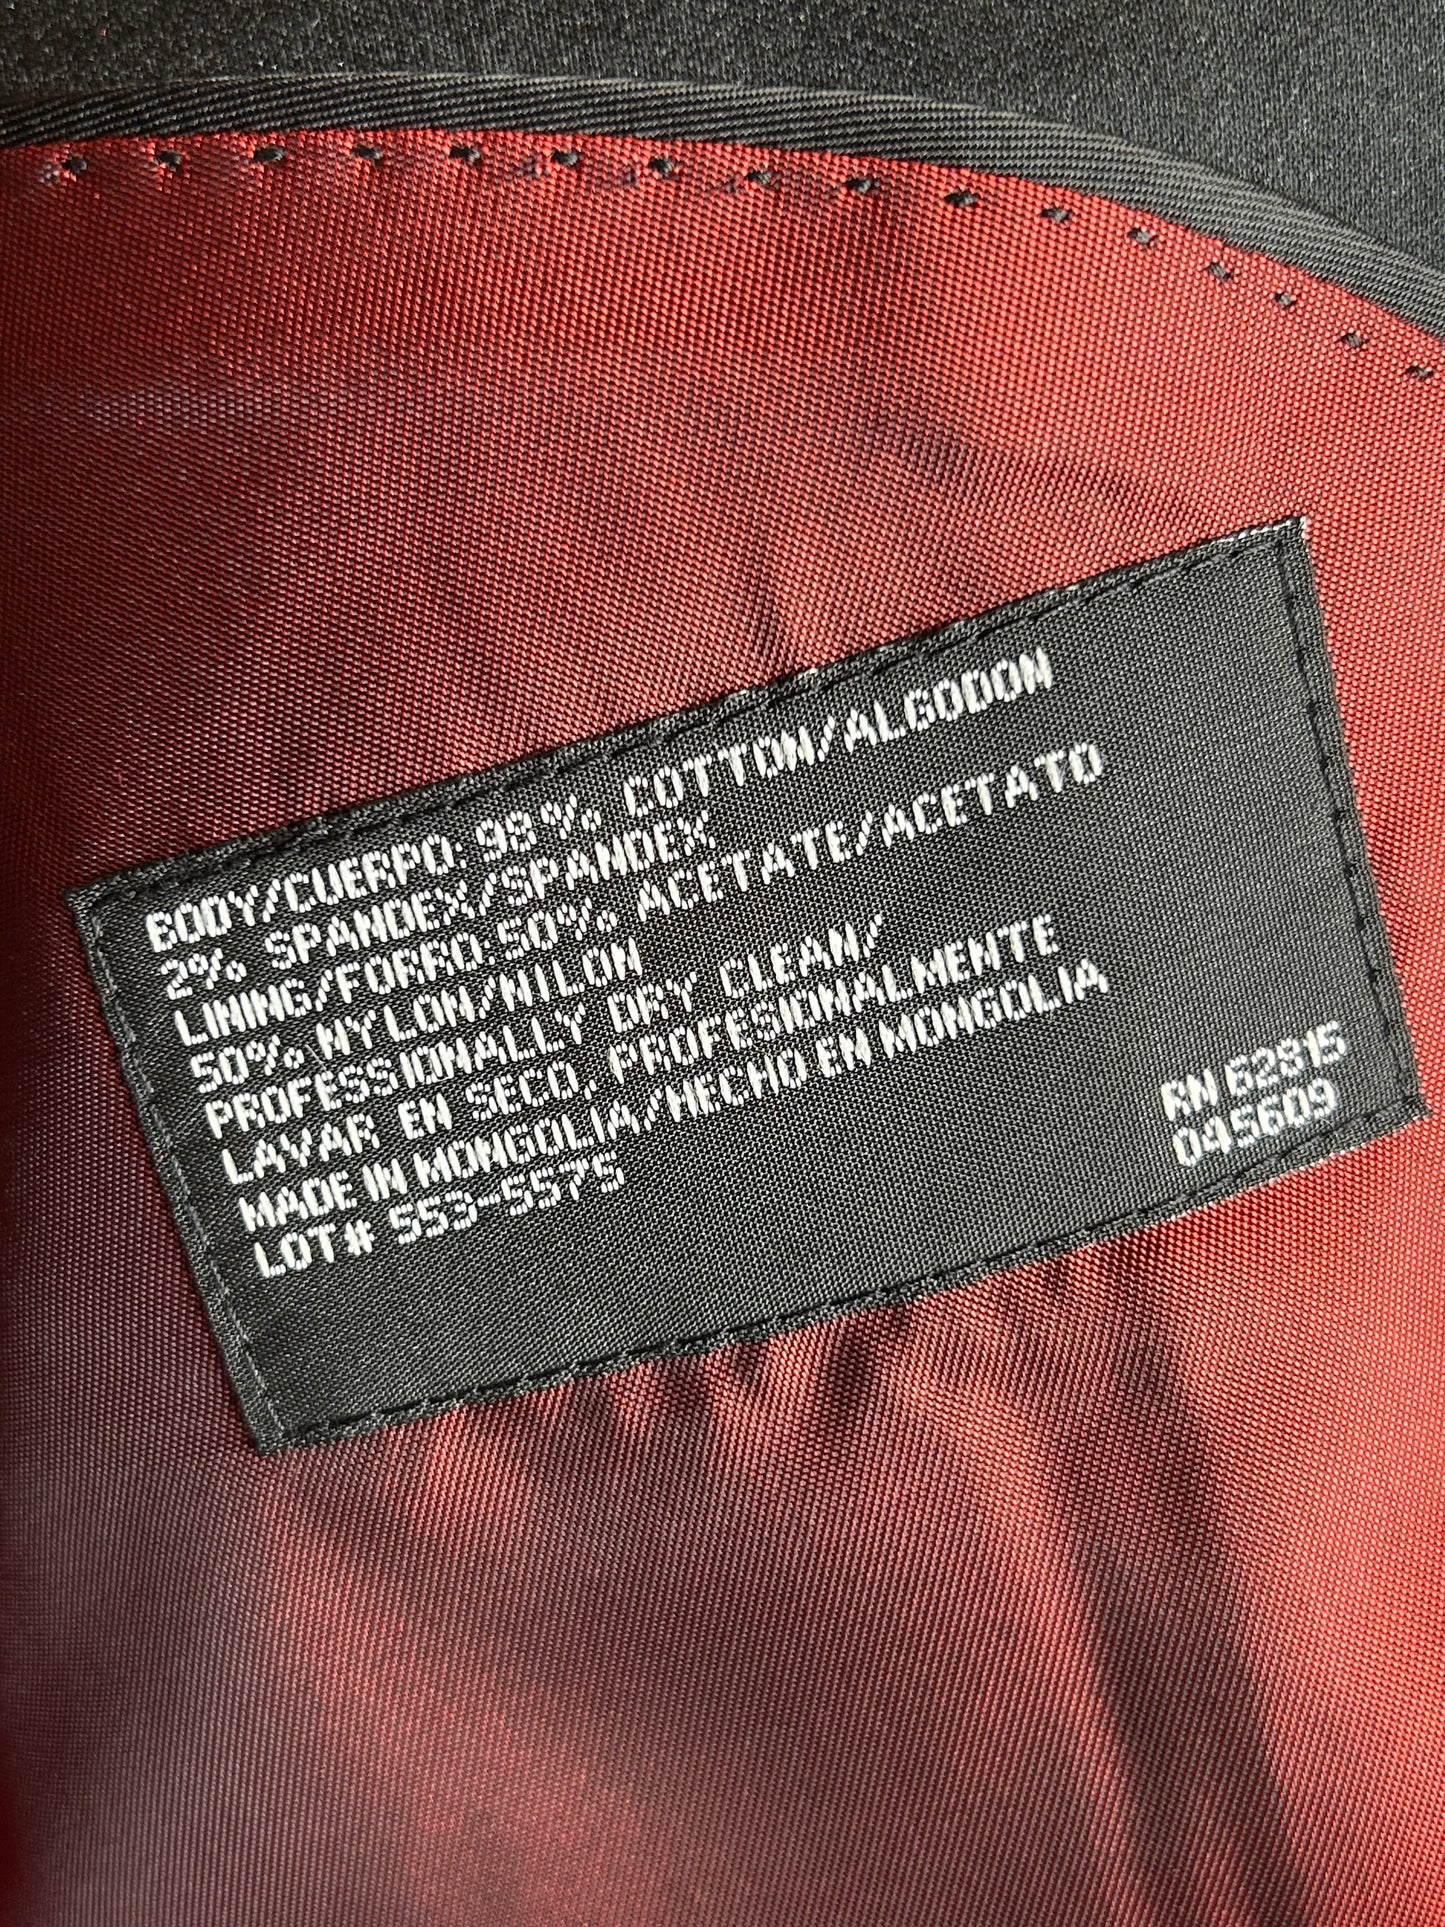 BODY/CUERPO: 98% COTTON/ALGODON
2% SPANDEX/SPANDEX
LINING/FORRO: 50% ACETATE/ACETATO
50% NYLON/NILON
PROFESSIONALLY DRY CLEAN/
LAVAR EN SECO, PROFESIONALMENTE
MADE IN MONGOLIA/HECHO EN MONGOLIA
LOT# 553-5575
RN 62815
045609